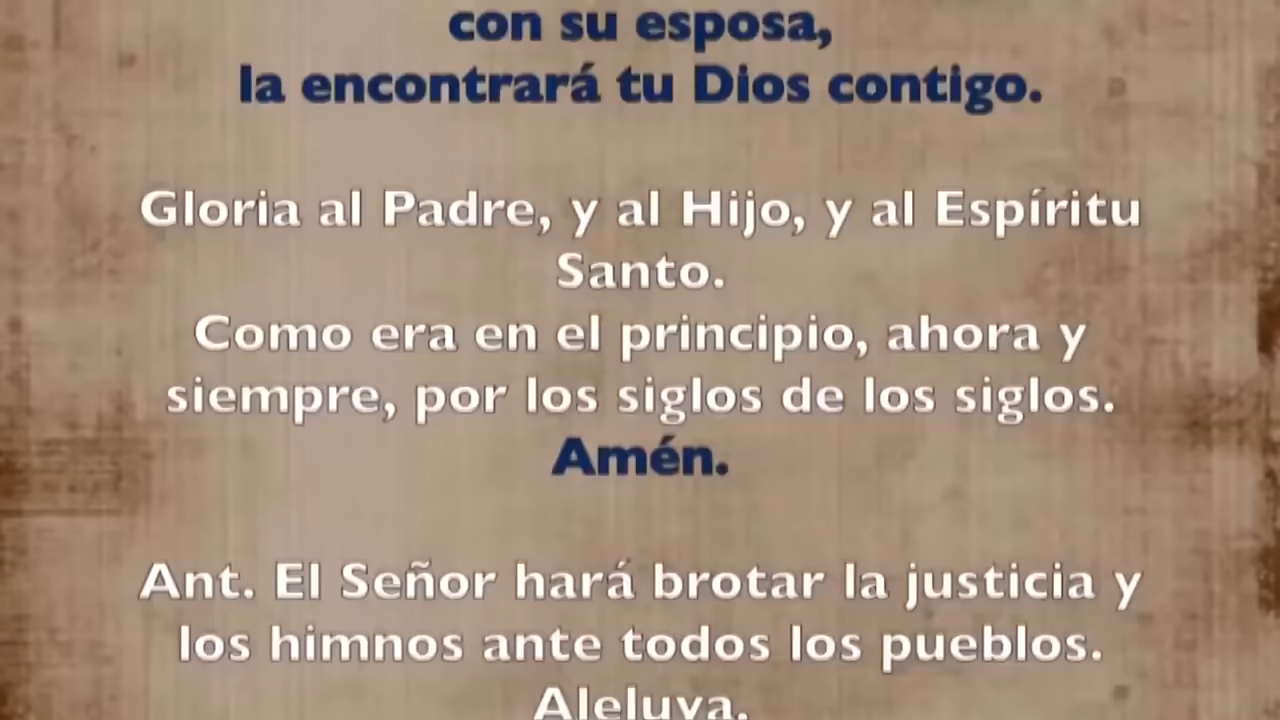 con su esposa,
la encontrará tu Dios contigo.
Gloria al Padre, y al Hijo, y al Espíritu
Santo.
Como era en el principio, ahora y
siempre, por los siglos de los siglos.
Amén.
Ant. El Señor hará brotar la justicia y
los himnos ante todos los pueblos.
Aleluya.